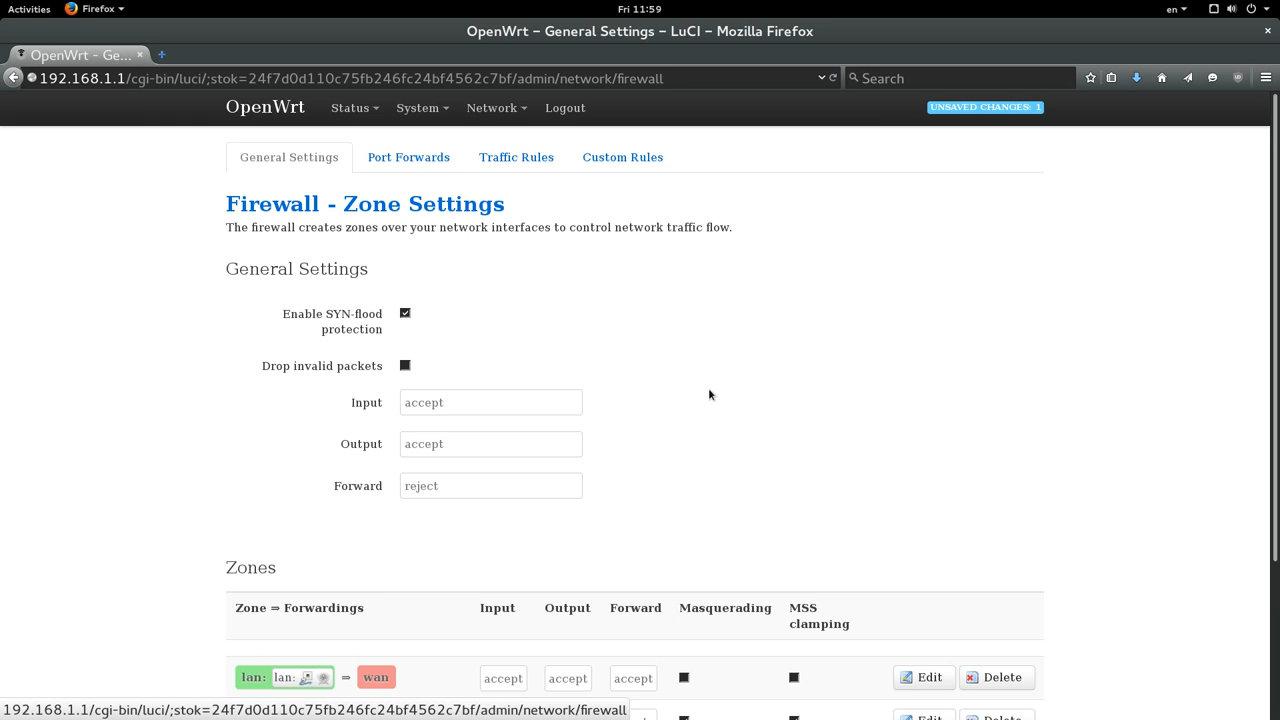 Activities Firefox Fri 11:59 en
OpenWrt – General Settings – LuCI – Mozilla Firefox ×
OpenWrt – Ge... × +
192.168.1.1/cgi-bin/luci/;stok=24f7d0d110c75fb246fc24bf4562c7bf/admin/network/firewall Search
OpenWrt Status System Network Logout UNSAVED CHANGES: 1
General Settings Port Forwards Traffic Rules Custom Rules
Firewall - Zone Settings
The firewall creates zones over your network interfaces to control network traffic flow.
General Settings
Enable SYN-flood
protection
Drop invalid packets
Input accept
Output accept
Forward reject
Zones
Zone ⇒ Forwardings Input Output Forward Masquerading MSS
clamping
lan: lan: ⇒ wan accept accept accept Edit Delete
192.168.1.1/cgi-bin/luci/;stok=24f7d0d110c75fb246fc24bf4562c7bf/admin/network/firewall
Edit Delete